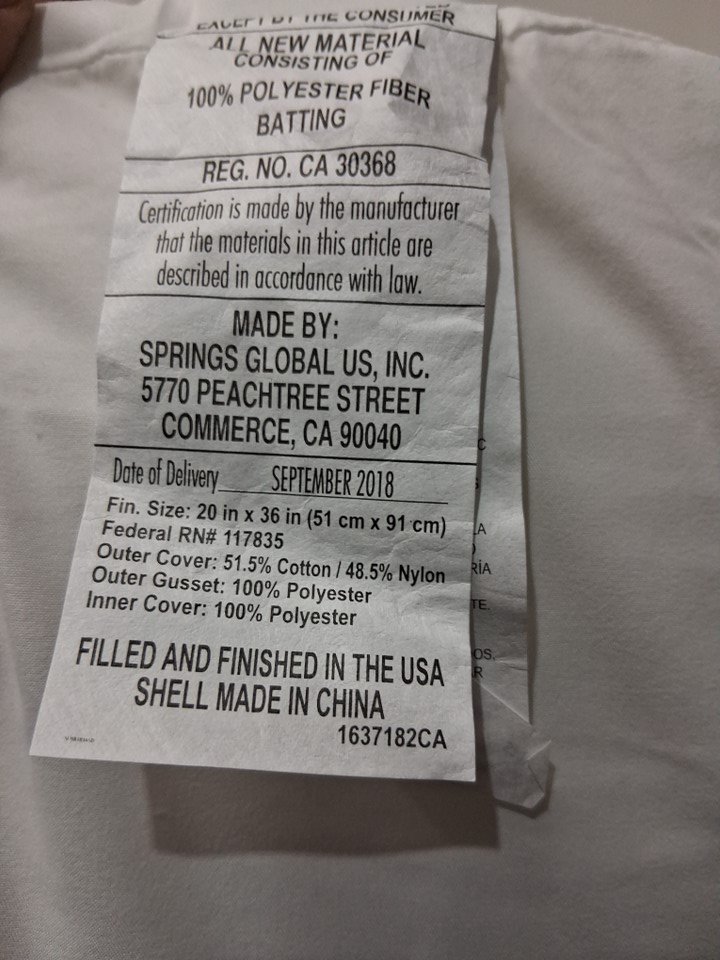 EXCEPT BY THE CONSUMER
ALL NEW MATERIAL
CONSISTING OF
100% POLYESTER FIBER
BATTING
REG. NO. CA 30368
Certification is made by the manufacturer
that the materials in this article are
described in accordance with law.
MADE BY:
SPRINGS GLOBAL US, INC.
5770 PEACHTREE STREET
COMMERCE, CA 90040
Date of Delivery SEPTEMBER 2018
Fin. Size: 20 in x 36 in (51 cm x 91 cm)
Federal RN# 117835
Outer Cover: 51.5% Cotton / 48.5% Nylon
Outer Gusset: 100% Polyester
Inner Cover: 100% Polyester
FILLED AND FINISHED IN THE USA
SHELL MADE IN CHINA
1637182CA